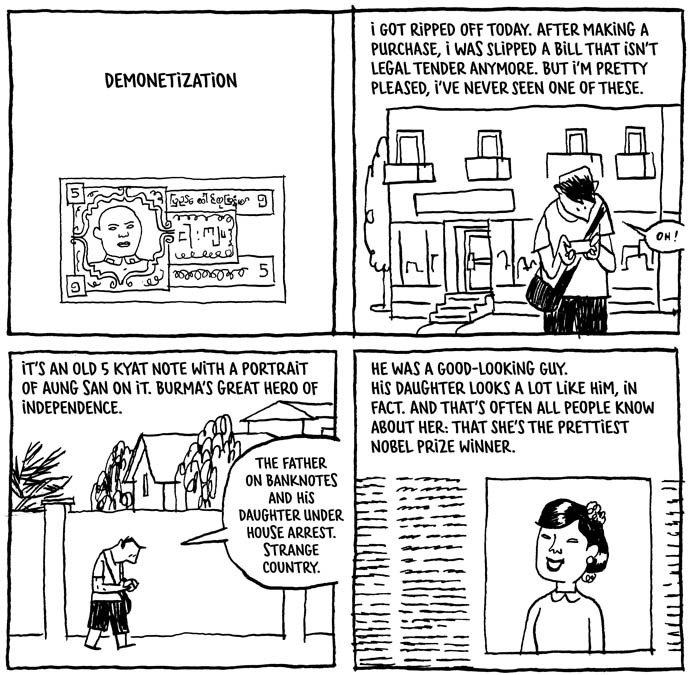 DEMONETIZATION
5
9
9
5
I GOT RIPPED OFF TODAY. AFTER MAKING A
PURCHASE, I WAS SLIPPED A BILL THAT ISN'T
LEGAL TENDER ANYMORE. BUT I'M PRETTY
PLEASED, I'VE NEVER SEEN ONE OF THESE.
OH!
IT'S AN OLD 5 KYAT NOTE WITH A PORTRAIT
OF AUNG SAN ON IT. BURMA'S GREAT HERO OF
INDEPENDENCE.
THE FATHER
ON BANKNOTES
AND HIS
DAUGHTER UNDER
HOUSE ARREST.
STRANGE
COUNTRY.
HE WAS A GOOD-LOOKING GUY.
HIS DAUGHTER LOOKS A LOT LIKE HIM, IN
FACT. AND THAT'S OFTEN ALL PEOPLE KNOW
ABOUT HER: THAT SHE'S THE PRETTIEST
NOBEL PRIZE WINNER.